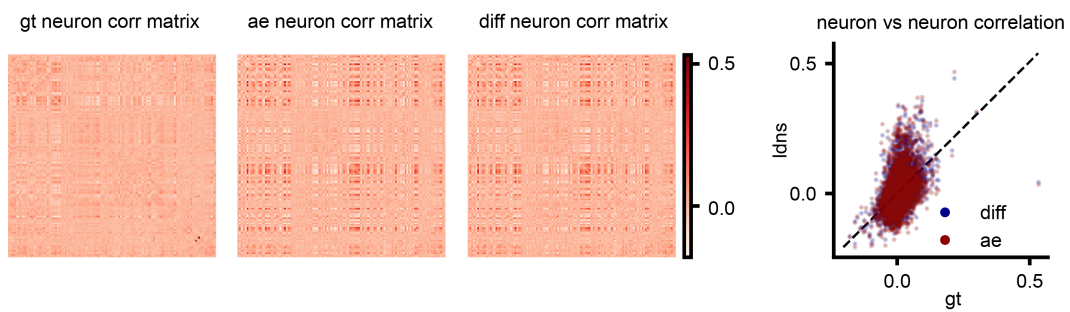 gt neuron corr matrix
ae neuron corr matrix
diff neuron corr matrix
0.5
0.0
neuron vs neuron correlation
0.5
ldns
0.0
diff
ae
0.0
0.5
gt